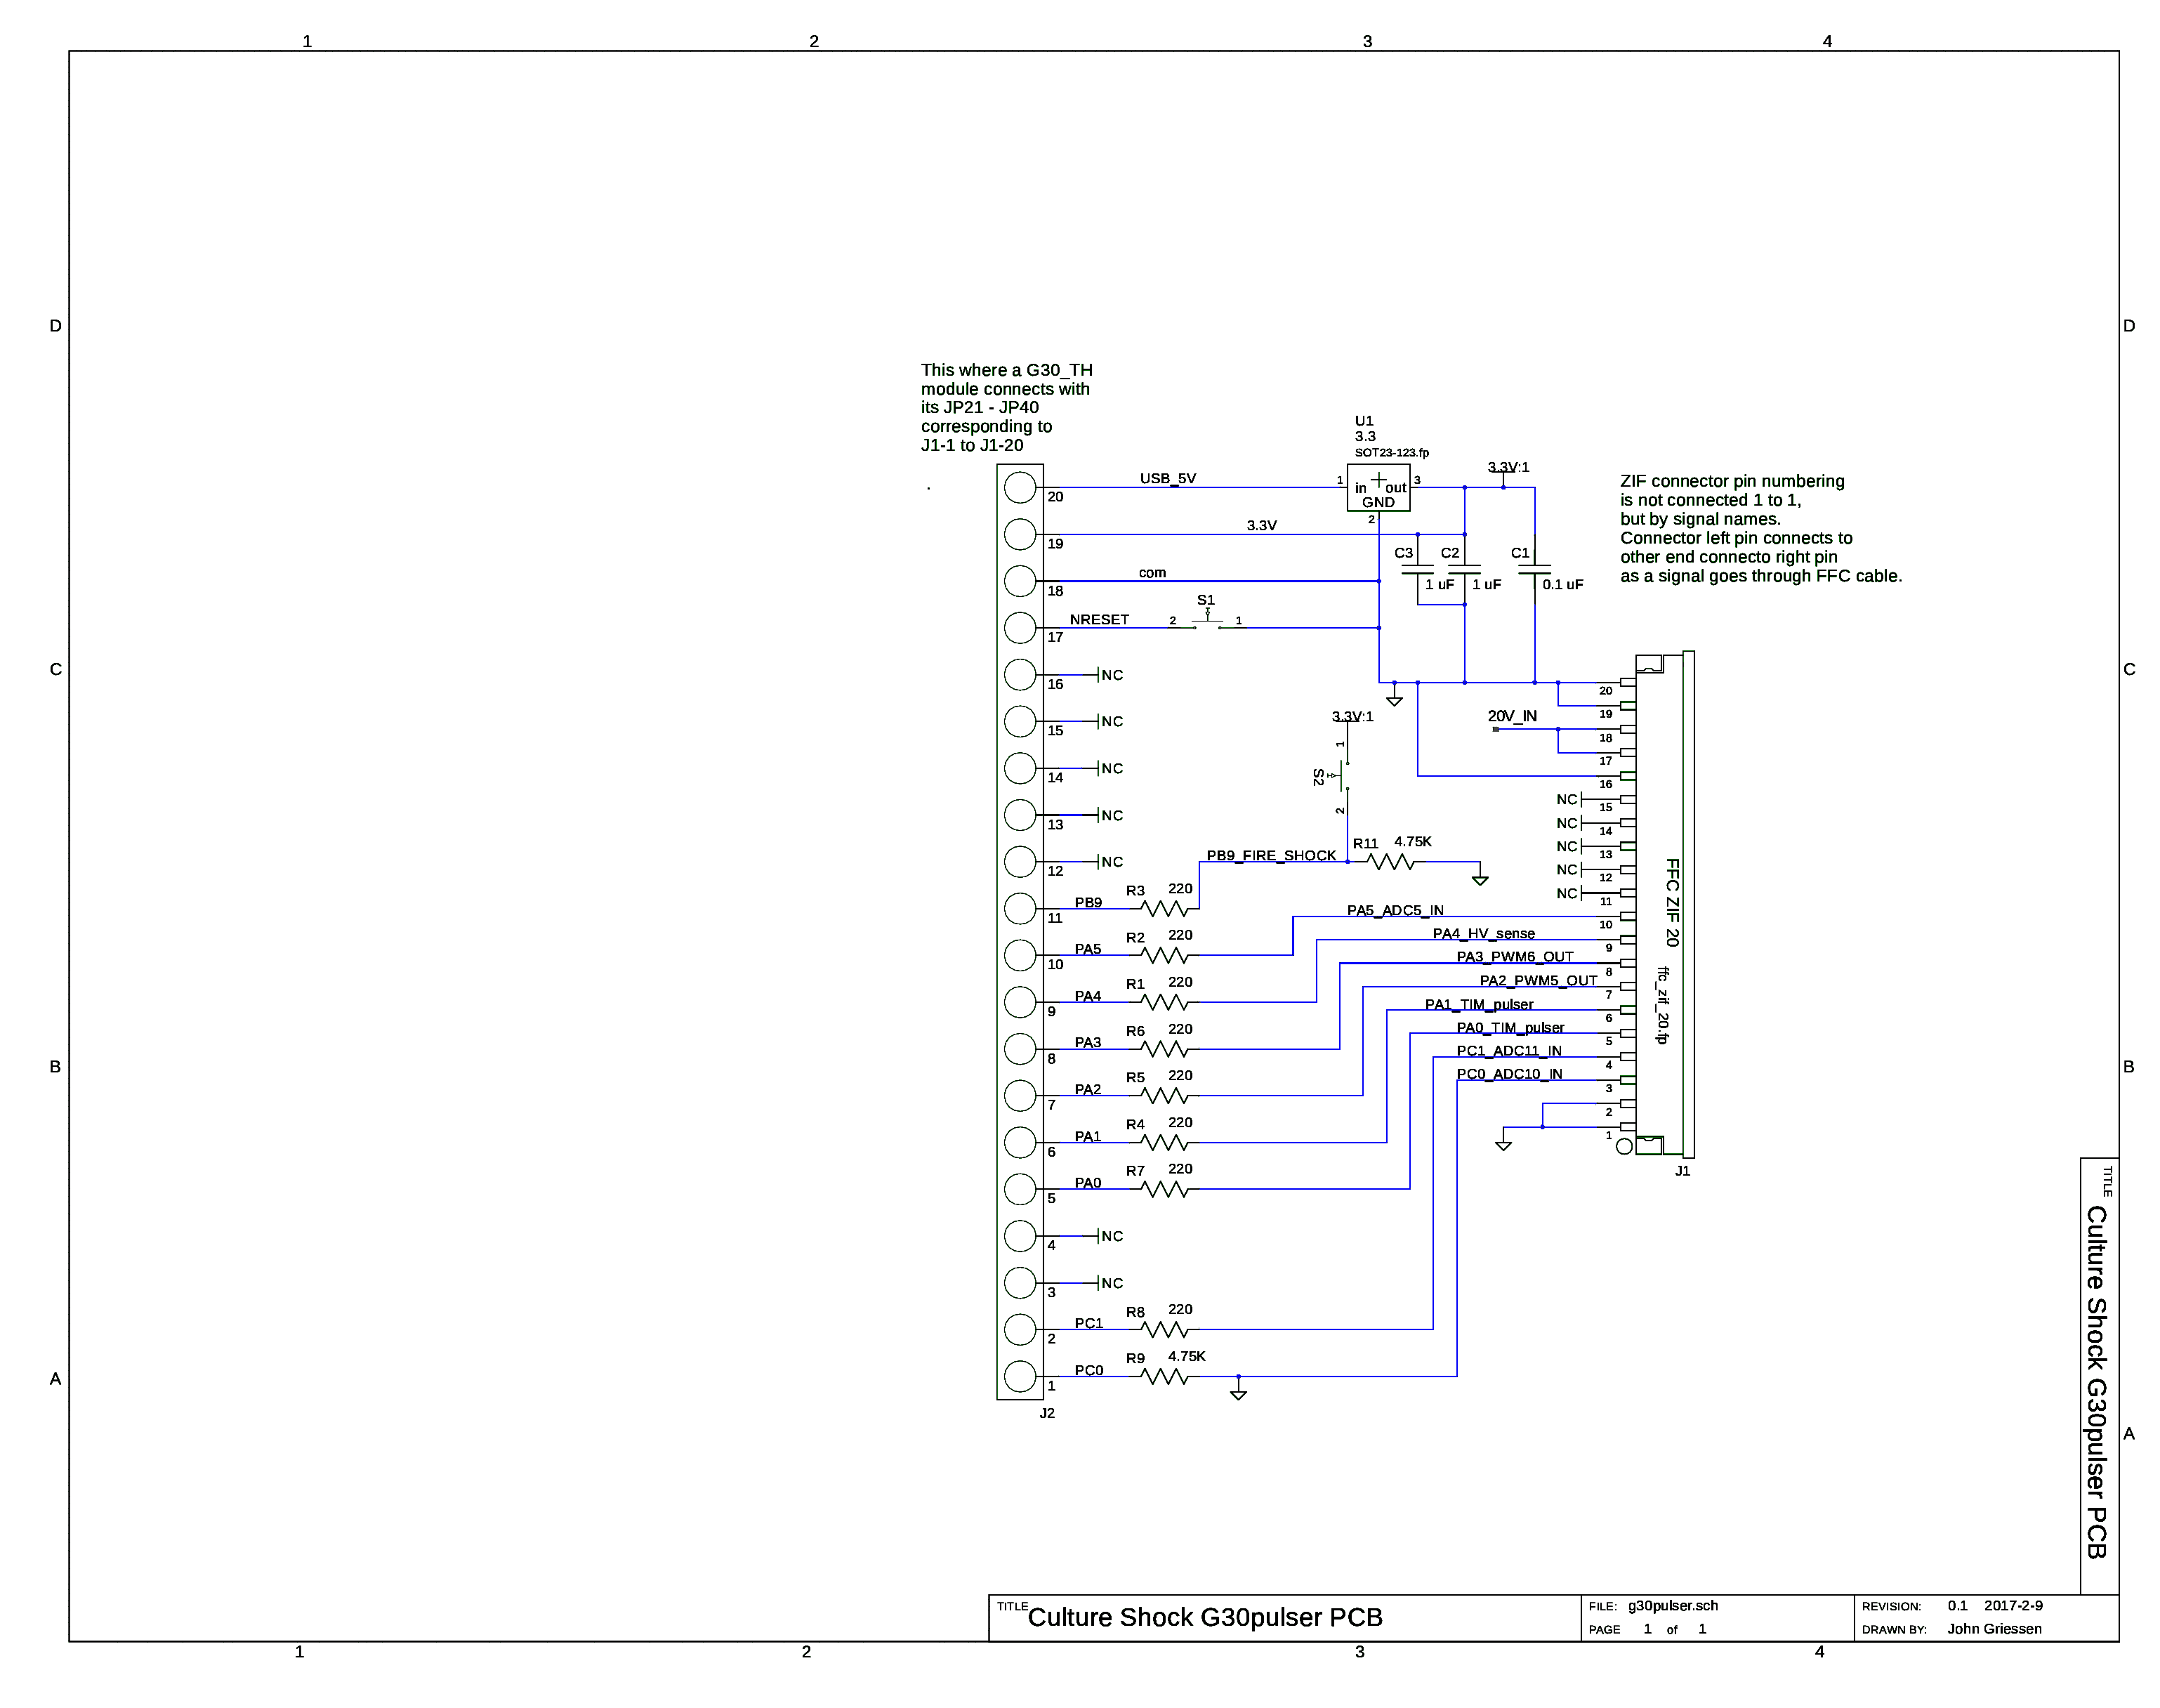 1 2 3 4
D D
This where a G30_TH
module connects with
its JP21 - JP40
corresponding to
J1-1 to J1-20
U1
3.3
SOT23-123.fp
3.3V:1
USB_5V
1 in out 3
GND
2
20
ZIF connector pin numbering
is not connected 1 to 1,
but by signal names.
Connector left pin connects to
other end connecto right pin
as a signal goes through FFC cable.
3.3V
19
C3 C2 C1
1 uF 1 uF 0.1 uF
com
18
S1
NRESET 2 1
17
C C
16 NC
15 NC
14 NC
13 NC
12 NC
3.3V:1
1
S2
2
20V_IN
20
19
18
17
16
NC 15
NC 14
NC 13
NC 12
NC 11
PB9_FIRE_SHOCK R11 4.75K
11 PB9 R3 220
10 PA5 R2 220
9 PA4 R1 220
8 PA3 R6 220
7 PA2 R5 220
6 PA1 R4 220
5 PA0 R7 220
4 NC
3 NC
2 PC1 R8 220
1 PC0 R9 4.75K
J2
PA5_ADC5_IN 10
PA4_HV_sense 9
PA3_PWM6_OUT 8
PA2_PWM5_OUT 7
PA1_TIM_pulser 6
PA0_TIM_pulser 5
PC1_ADC11_IN 4
PC0_ADC10_IN 3
2
1
FFC ZIF 20
ffc_zif_20.fp
J1
B B
A A
TITLE
Culture Shock G30pulser PCB
TITLE Culture Shock G30pulser PCB
FILE: g30pulser.sch
PAGE 1 of 1
REVISION: 0.1 2017-2-9
DRAWN BY: John Griessen
1 2 3 4